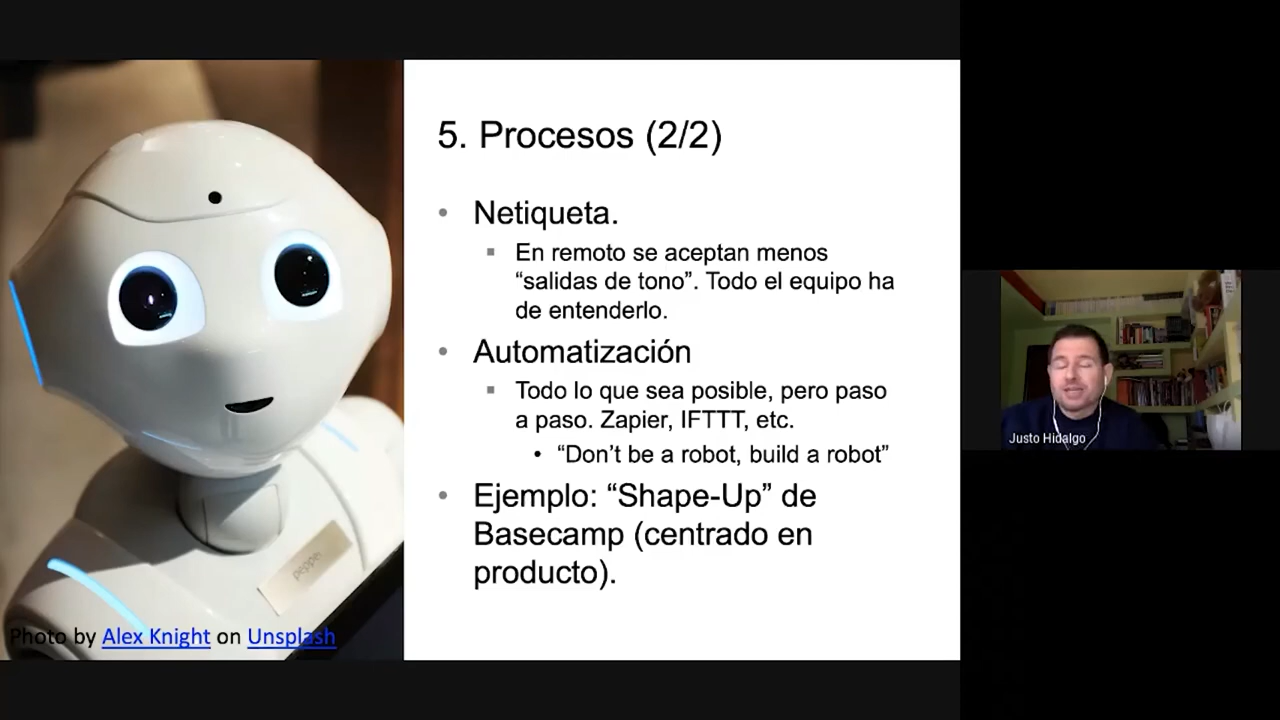 5. Procesos (2/2)
• Netiqueta.
▪ En remoto se aceptan menos
“salidas de tono”. Todo el equipo ha
de entenderlo.
• Automatización
▪ Todo lo que sea posible, pero paso
a paso. Zapier, IFTTT, etc.
• “Don’t be a robot, build a robot”
• Ejemplo: “Shape-Up” de
Basecamp (centrado en
producto).
Photo by Alex Knight on Unsplash
pepper
Justo Hidalgo